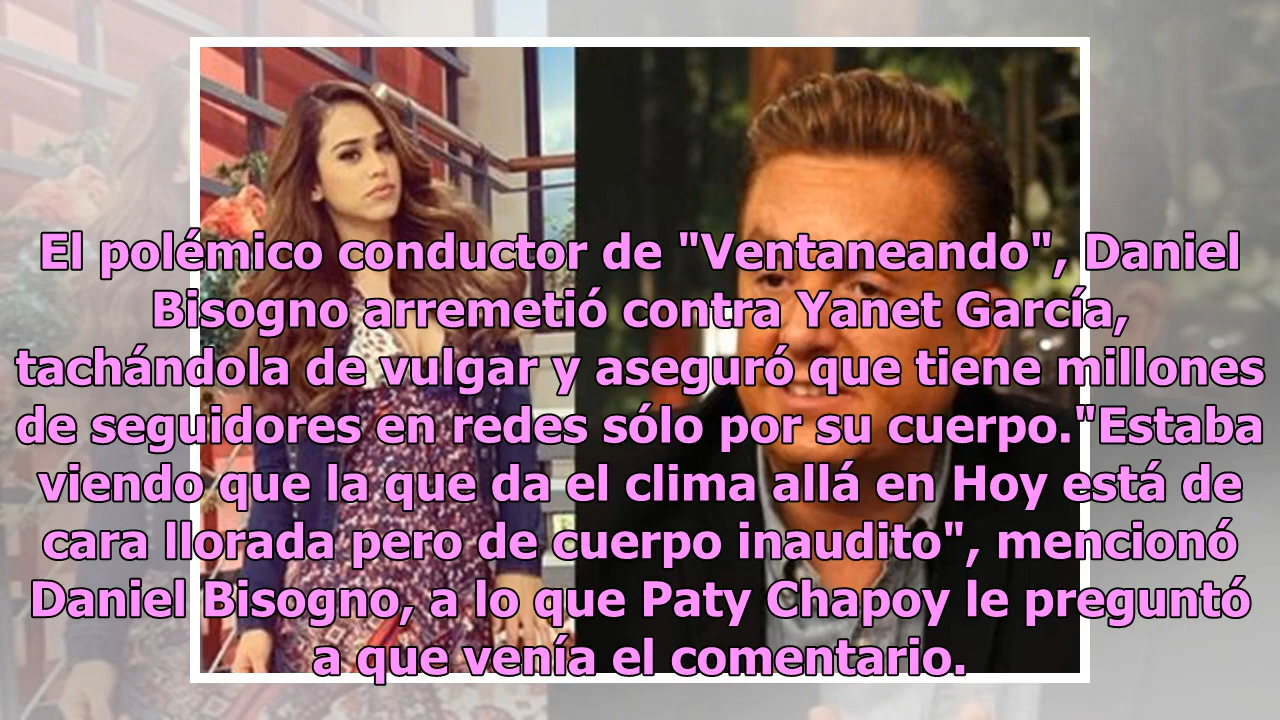 El polémico conductor de "Ventaneando", Daniel
Bisogno arremetió contra Yanet García,
tachándola de vulgar y aseguró que tiene millones
de seguidores en redes sólo por su cuerpo."Estaba
viendo que la que da el clima allá en Hoy está de
cara llorada pero de cuerpo inaudito", mencionó
Daniel Bisogno, a lo que Paty Chapoy le preguntó
a que venía el comentario.